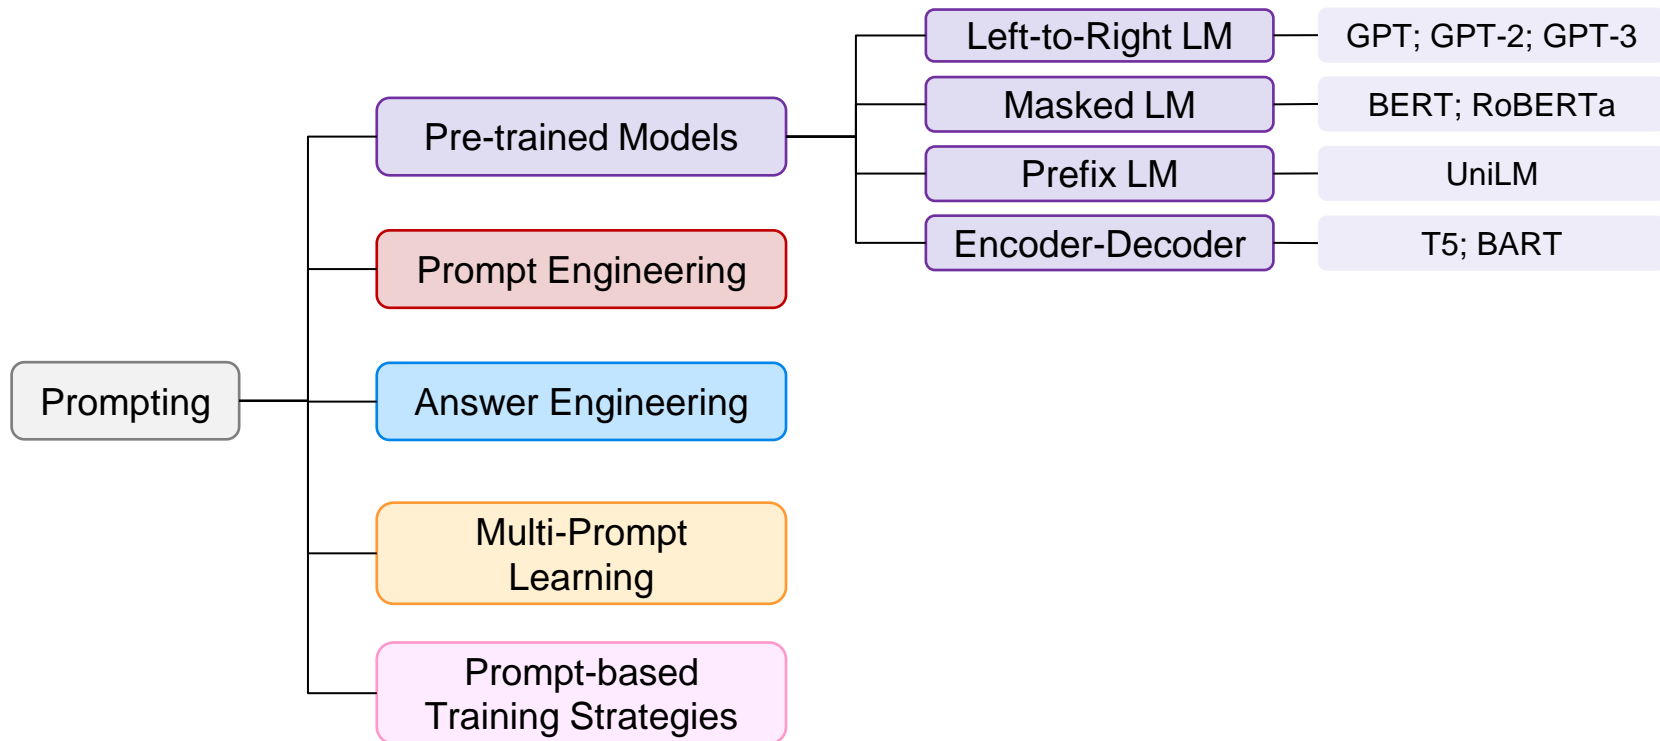 Prompting
Pre-trained Models
Left-to-Right LM
GPT; GPT-2; GPT-3
Masked LM
BERT; RoBERTa
Prefix LM
UniLM
Encoder-Decoder
T5; BART
Prompt Engineering
Answer Engineering
Multi-Prompt
Learning
Prompt-based
Training Strategies